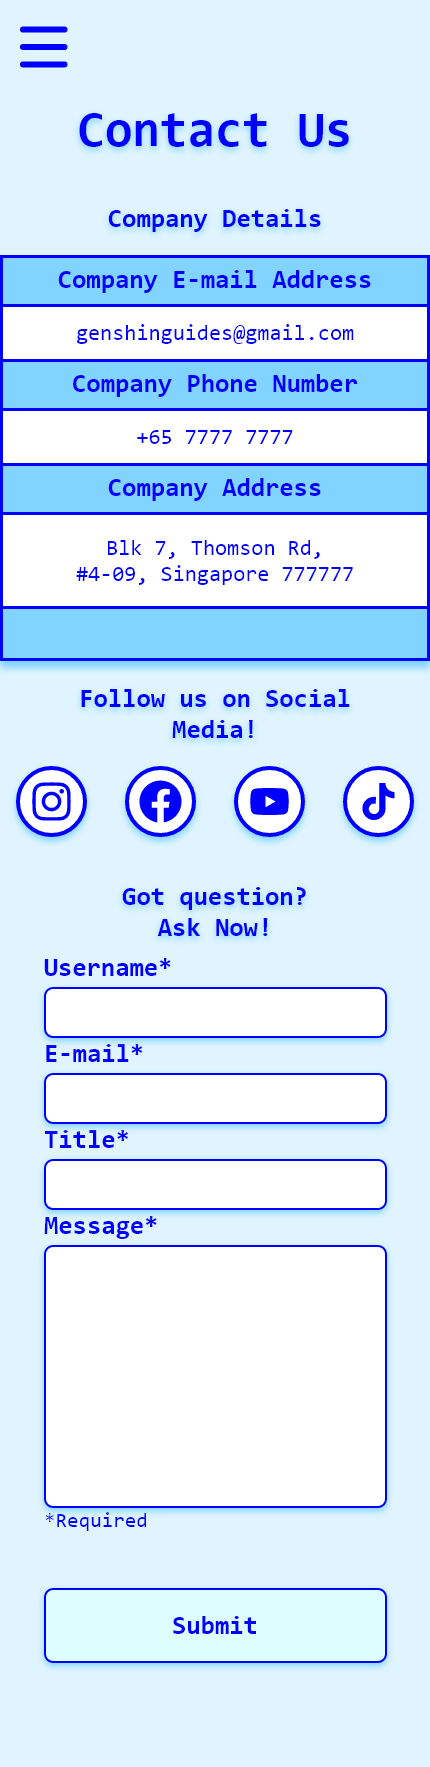 Contact Us
Company Details
Company E-mail Address
genshinguides@gmail.com
Company Phone Number
+65 7777 7777
Company Address
Blk 7, Thomson Rd,
#4-09, Singapore 777777
Follow us on Social
Media!
Got question?
Ask Now!
Username*
E-mail*
Title*
Message*
*Required
Submit